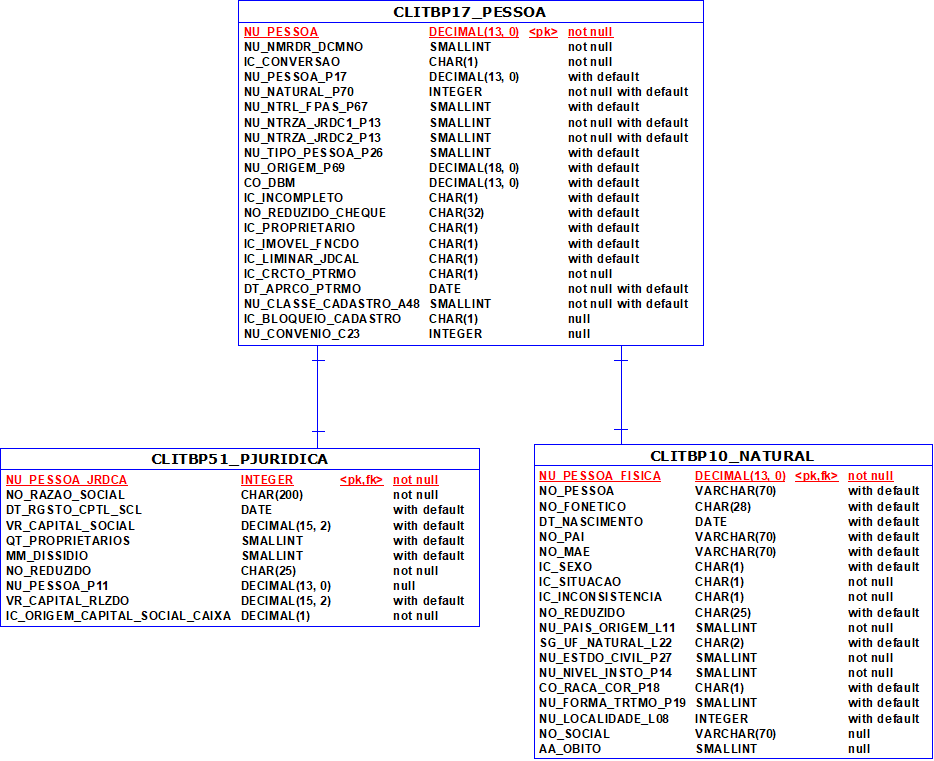 CLITBP17_PESSOA
NU_PESSOA DECIMAL(13, 0) <pk> not null
NU_NMRDR_DCMNO SMALLINT not null
IC_CONVERSAO CHAR(1) not null
NU_PESSOA_P17 DECIMAL(13, 0) with default
NU_NATURAL_P70 INTEGER not null with default
NU_NTRL_FPAS_P67 SMALLINT with default
NU_NTRZA_JRDC1_P13 SMALLINT not null with default
NU_NTRZA_JRDC2_P13 SMALLINT not null with default
NU_TIPO_PESSOA_P26 SMALLINT with default
NU_ORIGEM_P69 DECIMAL(18, 0) with default
CO_DBM DECIMAL(13, 0) with default
IC_INCOMPLETO CHAR(1) with default
NO_REDUZIDO_CHEQUE CHAR(32) with default
IC_PROPRIETARIO CHAR(1) with default
IC_IMOVEL_FNCDO CHAR(1) with default
IC_LIMINAR_JDCAL CHAR(1) with default
IC_CRCTO_PTRMO CHAR(1) not null
DT_APRCO_PTRMO DATE not null with default
NU_CLASSE_CADASTRO_A48 SMALLINT not null with default
IC_BLOQUEIO_CADASTRO CHAR(1) null
NU_CONVENIO_C23 INTEGER null
CLITBP51_PJURIDICA
NU_PESSOA_JRDCA INTEGER <pk,fk> not null
NO_RAZAO_SOCIAL CHAR(200) not null
DT_RGSTO_CPTL_SCL DATE with default
VR_CAPITAL_SOCIAL DECIMAL(15, 2) with default
QT_PROPRIETARIOS SMALLINT with default
MM_DISSIDIO SMALLINT with default
NO_REDUZIDO CHAR(25) not null
NU_PESSOA_P11 DECIMAL(13, 0) null
VR_CAPITAL_RLZDO DECIMAL(15, 2) with default
IC_ORIGEM_CAPITAL_SOCIAL_CAIXA DECIMAL(1) not null
CLITBP10_NATURAL
NU_PESSOA_FISICA DECIMAL(13, 0) <pk,fk> not null
NO_PESSOA VARCHAR(70) with default
NO_FONETICO CHAR(28) with default
DT_NASCIMENTO DATE with default
NO_PAI VARCHAR(70) with default
NO_MAE VARCHAR(70) with default
IC_SEXO CHAR(1) with default
IC_SITUACAO CHAR(1) not null
IC_INCONSISTENCIA CHAR(1) not null
NO_REDUZIDO CHAR(25) with default
NU_PAIS_ORIGEM_L11 SMALLINT not null
SG_UF_NATURAL_L22 CHAR(2) with default
NU_ESTDO_CIVIL_P27 SMALLINT not null
NU_NIVEL_INSTO_P14 SMALLINT not null
CO_RACA_COR_P18 CHAR(1) with default
NU_FORMA_TRTMO_P19 SMALLINT with default
NU_LOCALIDADE_L08 INTEGER with default
NO_SOCIAL VARCHAR(70) null
AA_OBITO SMALLINT null